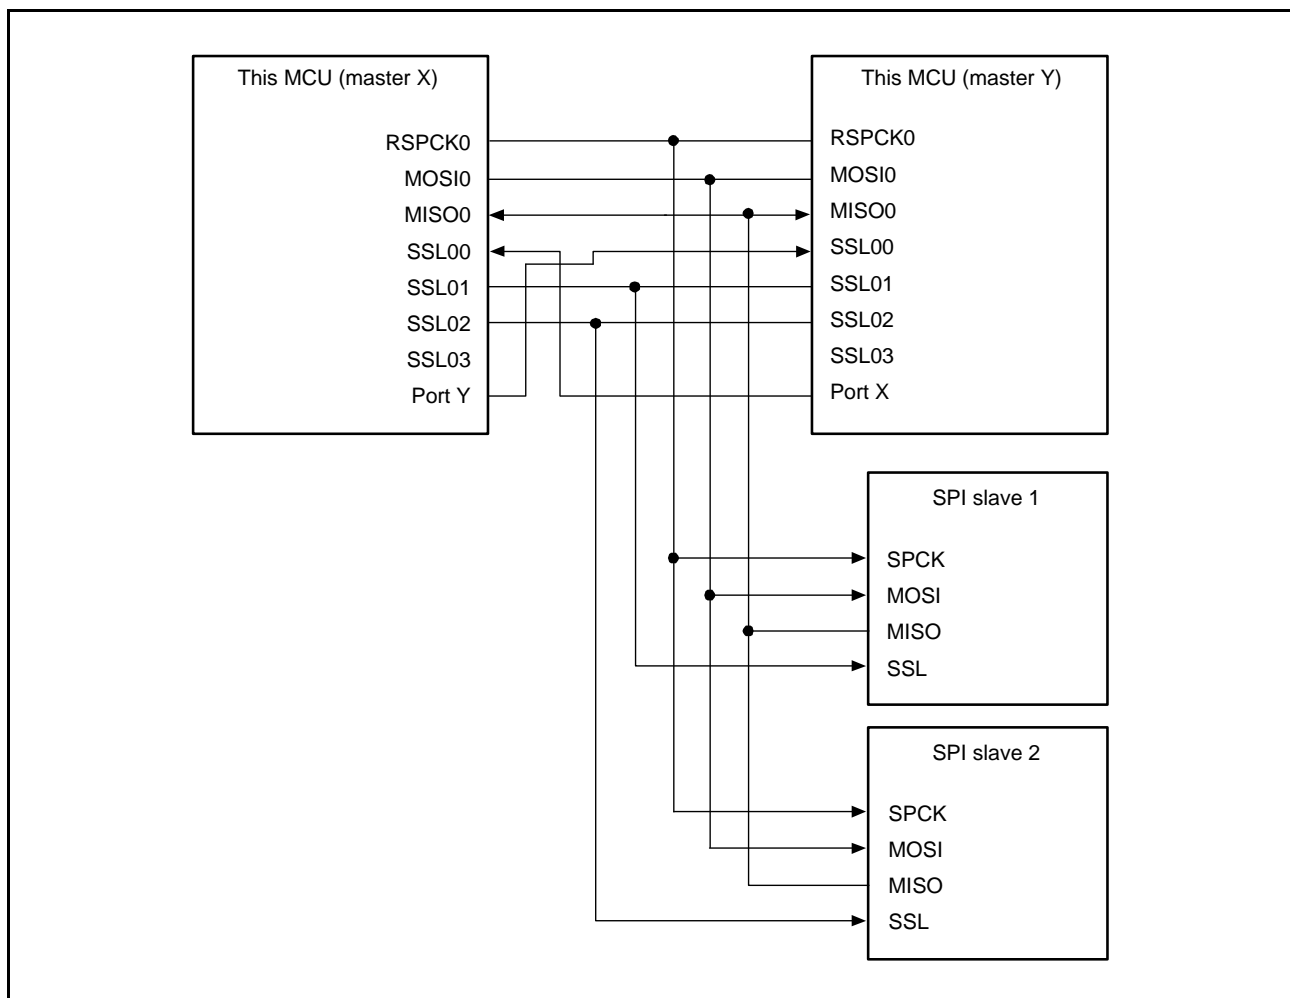 This MCU (master X)
RSPCK0
MOSI0
MISO0
SSL00
SSL01
SSL02
SSL03
Port Y
This MCU (master Y)
RSPCK0
MOSI0
MISO0
SSL00
SSL01
SSL02
SSL03
Port X
SPI slave 1
SPCK
MOSI
MISO
SSL
SPI slave 2
SPCK
MOSI
MISO
SSL